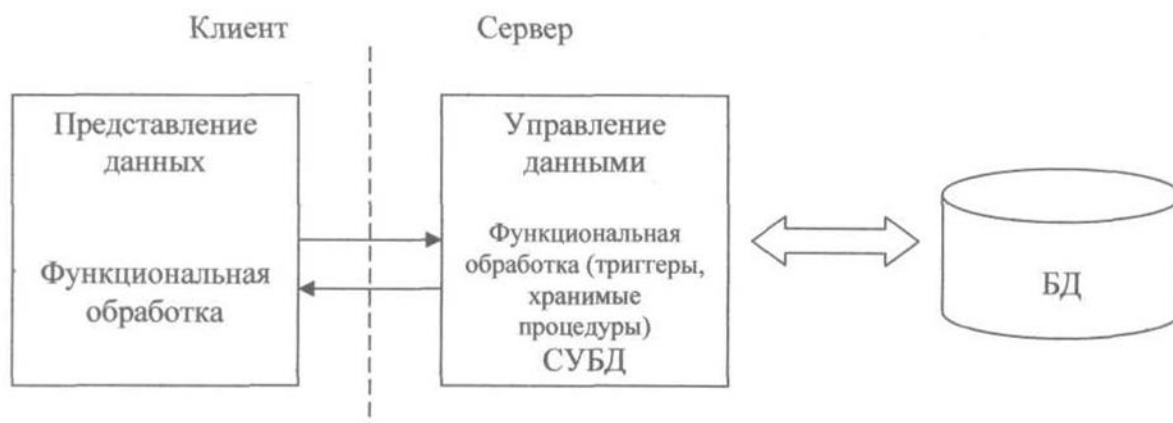 Клиент
Сервер
Представление
данных
Функциональная
обработка
Управление
данными
Функциональная
обработка (триггеры,
хранимые
процедуры)
СУБД
БД